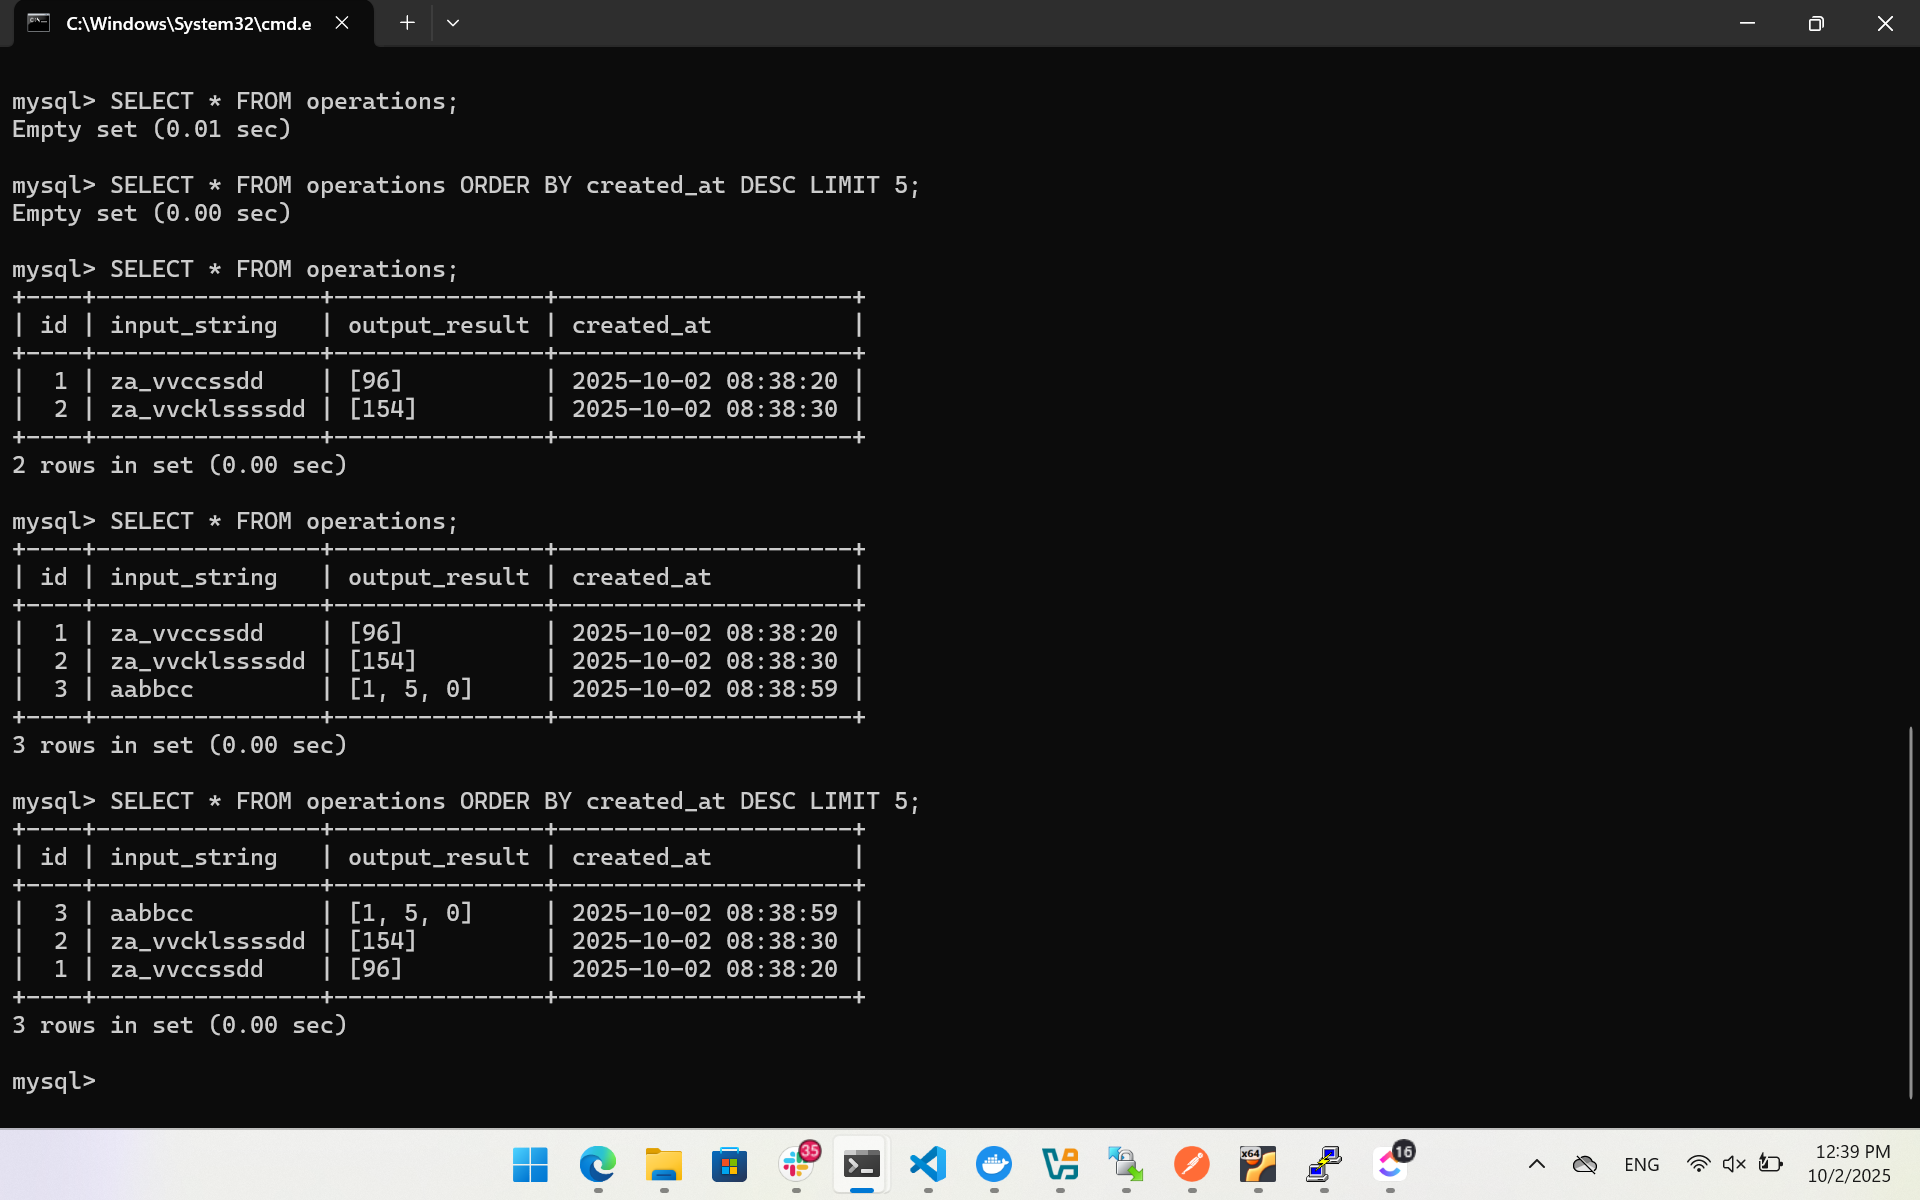 C:\Windows\System32\cmd.e
mysql> SELECT * FROM operations;
Empty set (0.01 sec)
mysql> SELECT * FROM operations ORDER BY created_at DESC LIMIT 5;
Empty set (0.00 sec)
mysql> SELECT * FROM operations;
+----+----------------+---------------+---------------------+
| id | input_string   | output_result | created_at          |
+----+----------------+---------------+---------------------+
|  1 | za_vvccssdd    | [96]          | 2025-10-02 08:38:20 |
|  2 | za_vvcklssssdd | [154]         | 2025-10-02 08:38:30 |
+----+----------------+---------------+---------------------+
2 rows in set (0.00 sec)
mysql> SELECT * FROM operations;
+----+----------------+---------------+---------------------+
| id | input_string   | output_result | created_at          |
+----+----------------+---------------+---------------------+
|  1 | za_vvccssdd    | [96]          | 2025-10-02 08:38:20 |
|  2 | za_vvcklssssdd | [154]         | 2025-10-02 08:38:30 |
|  3 | aabbcc         | [1, 5, 0]     | 2025-10-02 08:38:59 |
+----+----------------+---------------+---------------------+
3 rows in set (0.00 sec)
mysql> SELECT * FROM operations ORDER BY created_at DESC LIMIT 5;
+----+----------------+---------------+---------------------+
| id | input_string   | output_result | created_at          |
+----+----------------+---------------+---------------------+
|  3 | aabbcc         | [1, 5, 0]     | 2025-10-02 08:38:59 |
|  2 | za_vvcklssssdd | [154]         | 2025-10-02 08:38:30 |
|  1 | za_vvccssdd    | [96]          | 2025-10-02 08:38:20 |
+----+----------------+---------------+---------------------+
3 rows in set (0.00 sec)
mysql>
35
x64
16
ENG
12:39 PM
10/2/2025